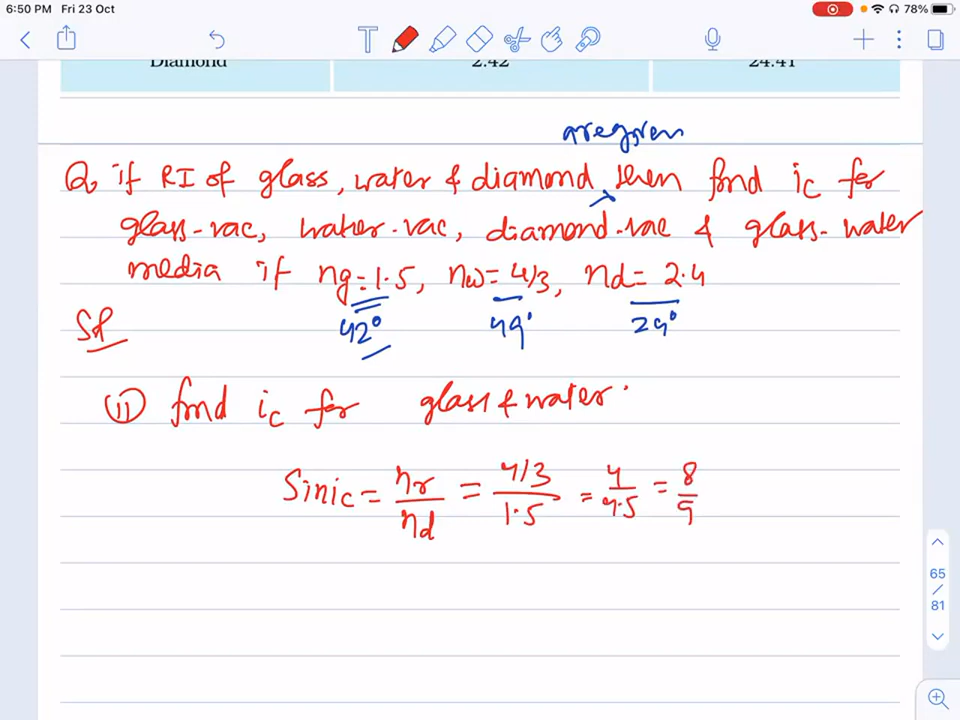 6:50 PM Fri 23 Oct
78%
Diamond 2.42 24.41
are given
Q. if RI of glass, water & diamond, then find ic for
glass-vac, water-vac, diamond-vac & glass-water
media if ng = 1.5, nw = 4/3, nd = 2.4
42° 49° 24°
Sol
(ii) find ic for glass & water.
Sin ic = nr/nd = (4/3)/1.5 = 4/4.5 = 8/9
65
/
81